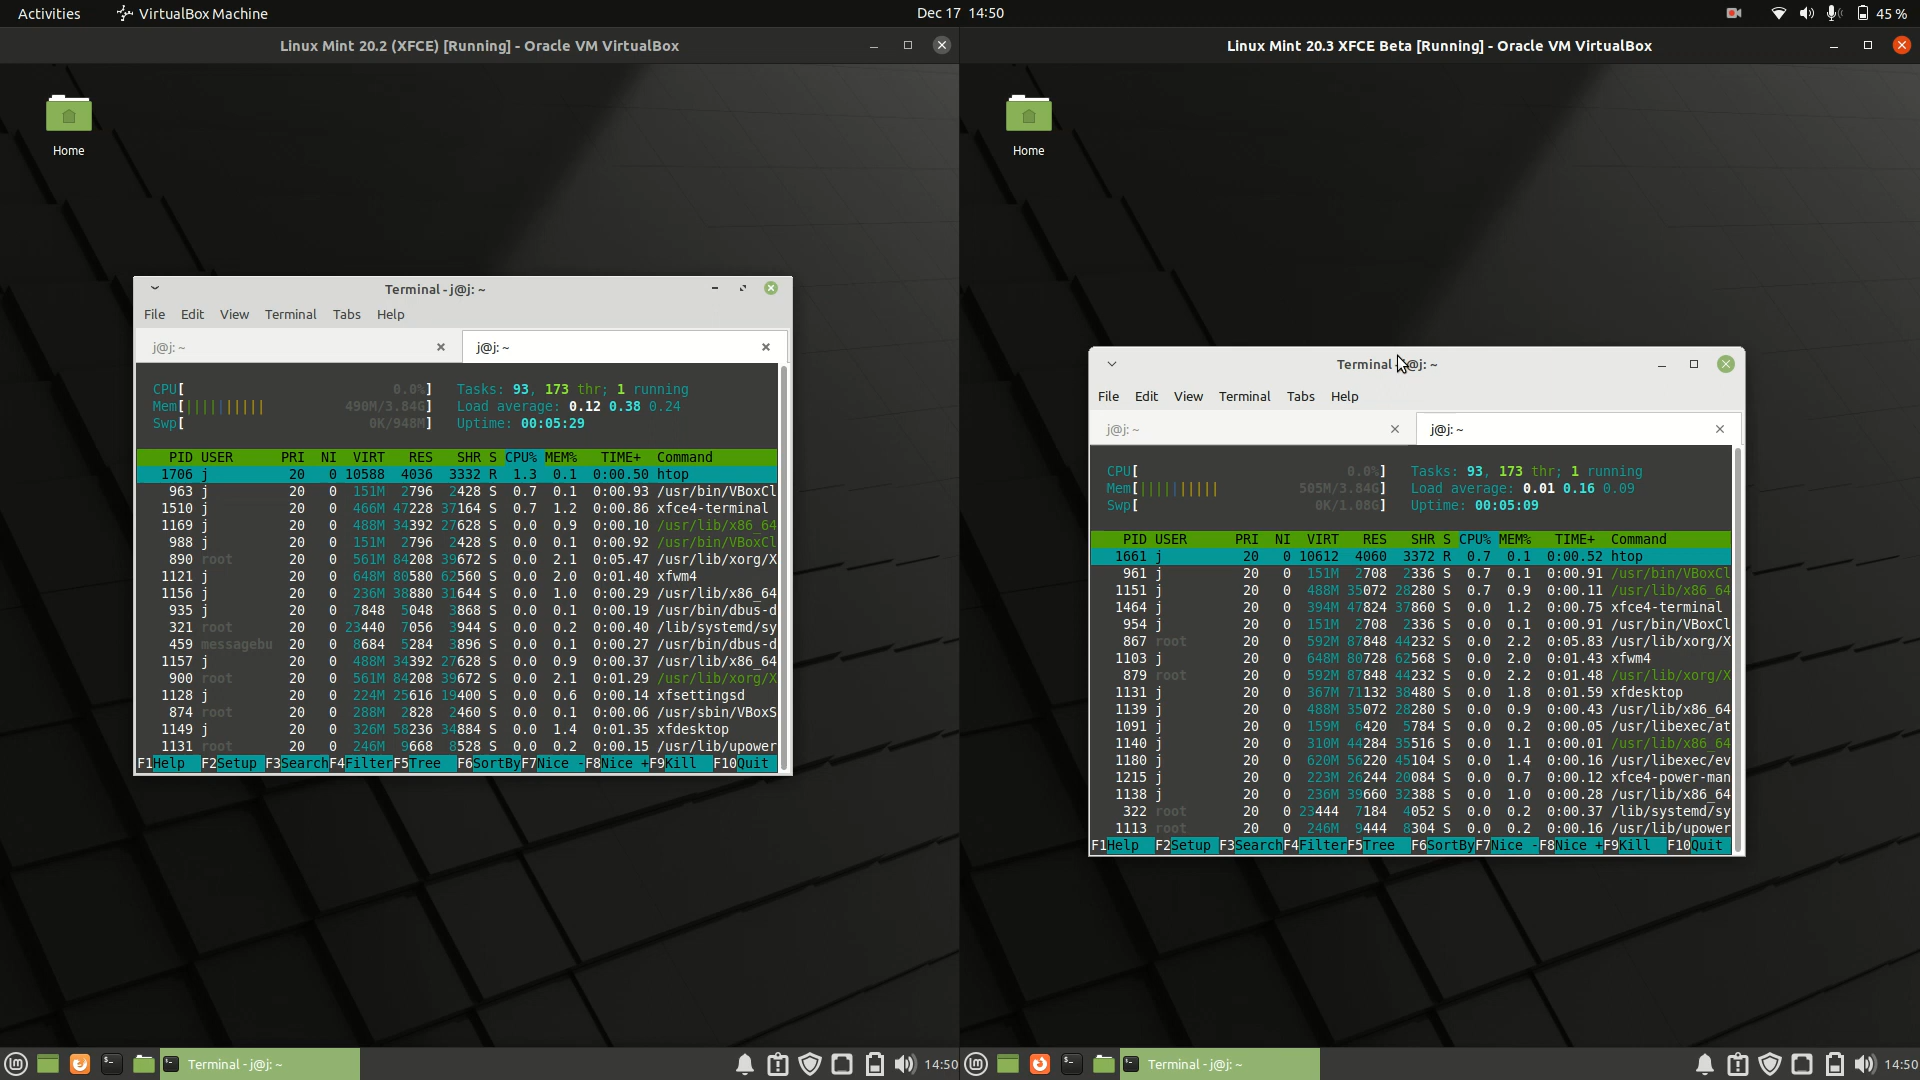 Activities VirtualBox Machine Dec 17 14:50 45 %
Linux Mint 20.2 (XFCE) [Running] - Oracle VM VirtualBox
Home
Terminal - j@j: ~
File Edit View Terminal Tabs Help
j@j: ~ j@j: ~
CPU[ 0.0%] Tasks: 93, 173 thr; 1 running
Mem[|||||||||| 490M/3.84G] Load average: 0.12 0.38 0.24
Swp[ 0K/948M] Uptime: 00:05:29
PID USER PRI NI VIRT RES SHR S CPU% MEM% TIME+ Command
1706 j 20 0 10588 4036 3332 R 1.3 0.1 0:00.50 htop
963 j 20 0 151M 2796 2428 S 0.7 0.1 0:00.93 /usr/bin/VBoxCl
1510 j 20 0 466M 47228 37164 S 0.7 1.2 0:00.86 xfce4-terminal
1169 j 20 0 488M 34392 27628 S 0.0 0.9 0:00.10 /usr/lib/x86_64
988 j 20 0 151M 2796 2428 S 0.0 0.1 0:00.92 /usr/bin/VBoxCl
890 root 20 0 561M 84208 39672 S 0.0 2.1 0:05.47 /usr/lib/xorg/X
1121 j 20 0 648M 80580 62560 S 0.0 2.0 0:01.40 xfwm4
1156 j 20 0 236M 38880 31644 S 0.0 1.0 0:00.29 /usr/lib/x86_64
935 j 20 0 7848 5048 3868 S 0.0 0.1 0:00.19 /usr/bin/dbus-d
321 root 20 0 23440 7056 3944 S 0.0 0.2 0:00.40 /lib/systemd/sy
459 messagebu 20 0 8684 5284 3896 S 0.0 0.1 0:00.27 /usr/bin/dbus-d
1157 j 20 0 488M 34392 27628 S 0.0 0.9 0:00.37 /usr/lib/x86_64
900 root 20 0 561M 84208 39672 S 0.0 2.1 0:01.29 /usr/lib/xorg/X
1128 j 20 0 224M 25616 19400 S 0.0 0.6 0:00.14 xfsettingsd
874 root 20 0 288M 2828 2460 S 0.0 0.1 0:00.06 /usr/sbin/VBoxS
1149 j 20 0 326M 58236 34884 S 0.0 1.4 0:01.35 xfdesktop
1131 root 20 0 246M 9668 8528 S 0.0 0.2 0:00.15 /usr/lib/upower
F1Help F2Setup F3SearchF4FilterF5Tree F6SortByF7Nice -F8Nice +F9Kill F10Quit
Terminal - j@j: ~ 14:50
Linux Mint 20.3 XFCE Beta [Running] - Oracle VM VirtualBox
Home
Terminal - j@j: ~
File Edit View Terminal Tabs Help
j@j: ~ j@j: ~
CPU[ 0.0%] Tasks: 93, 173 thr; 1 running
Mem[|||||||||| 505M/3.84G] Load average: 0.01 0.16 0.09
Swp[ 0K/1.08G] Uptime: 00:05:09
PID USER PRI NI VIRT RES SHR S CPU% MEM% TIME+ Command
1661 j 20 0 10612 4060 3372 R 0.7 0.1 0:00.52 htop
961 j 20 0 151M 2708 2336 S 0.7 0.1 0:00.91 /usr/bin/VBoxCl
1151 j 20 0 488M 35072 28280 S 0.7 0.9 0:00.11 /usr/lib/x86_64
1464 j 20 0 394M 47824 37860 S 0.0 1.2 0:00.75 xfce4-terminal
954 j 20 0 151M 2708 2336 S 0.0 0.1 0:00.91 /usr/bin/VBoxCl
867 root 20 0 592M 87848 44232 S 0.0 2.2 0:05.83 /usr/lib/xorg/X
1103 j 20 0 648M 80728 62568 S 0.0 2.0 0:01.43 xfwm4
879 root 20 0 592M 87848 44232 S 0.0 2.2 0:01.48 /usr/lib/xorg/X
1131 j 20 0 367M 71132 38480 S 0.0 1.8 0:01.59 xfdesktop
1139 j 20 0 488M 35072 28280 S 0.0 0.9 0:00.43 /usr/lib/x86_64
1091 j 20 0 159M 6420 5784 S 0.0 0.2 0:00.05 /usr/libexec/at
1140 j 20 0 310M 44284 35516 S 0.0 1.1 0:00.01 /usr/lib/x86_64
1180 j 20 0 620M 56220 45104 S 0.0 1.4 0:00.16 /usr/libexec/ev
1215 j 20 0 223M 26244 20084 S 0.0 0.7 0:00.12 xfce4-power-man
1138 j 20 0 236M 39660 32388 S 0.0 1.0 0:00.28 /usr/lib/x86_64
322 root 20 0 23444 7184 4052 S 0.0 0.2 0:00.37 /lib/systemd/sy
1113 root 20 0 246M 9444 8304 S 0.0 0.2 0:00.16 /usr/lib/upower
F1Help F2Setup F3SearchF4FilterF5Tree F6SortByF7Nice -F8Nice +F9Kill F10Quit
Terminal - j@j: ~ 14:50